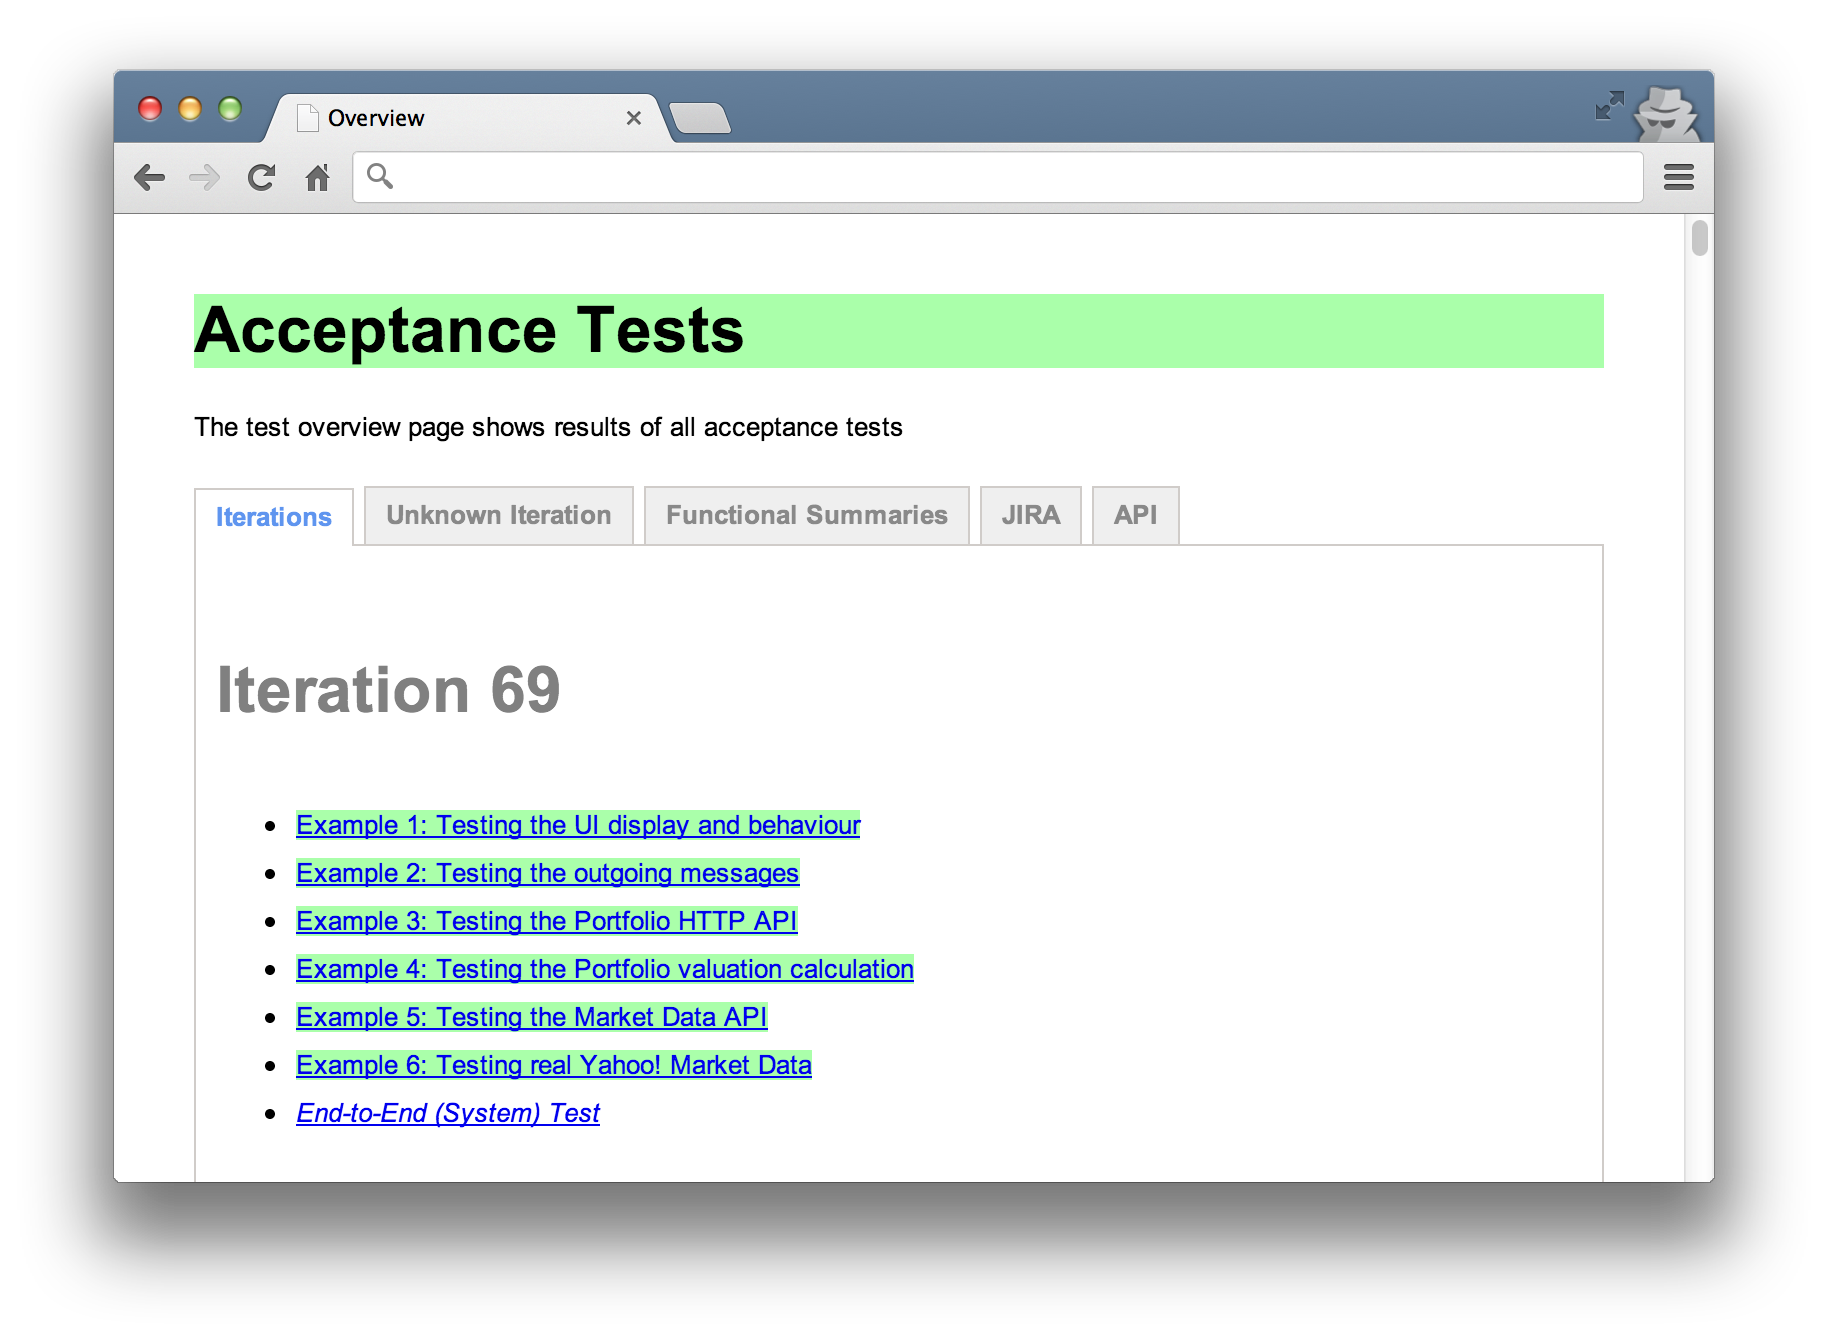 Overview
Acceptance Tests
The test overview page shows results of all acceptance tests
Iterations
Unknown Iteration
Functional Summaries
JIRA
API
Iteration 69
Example 1: Testing the UI display and behaviour
Example 2: Testing the outgoing messages
Example 3: Testing the Portfolio HTTP API
Example 4: Testing the Portfolio valuation calculation
Example 5: Testing the Market Data API
Example 6: Testing real Yahoo! Market Data
End-to-End (System) Test